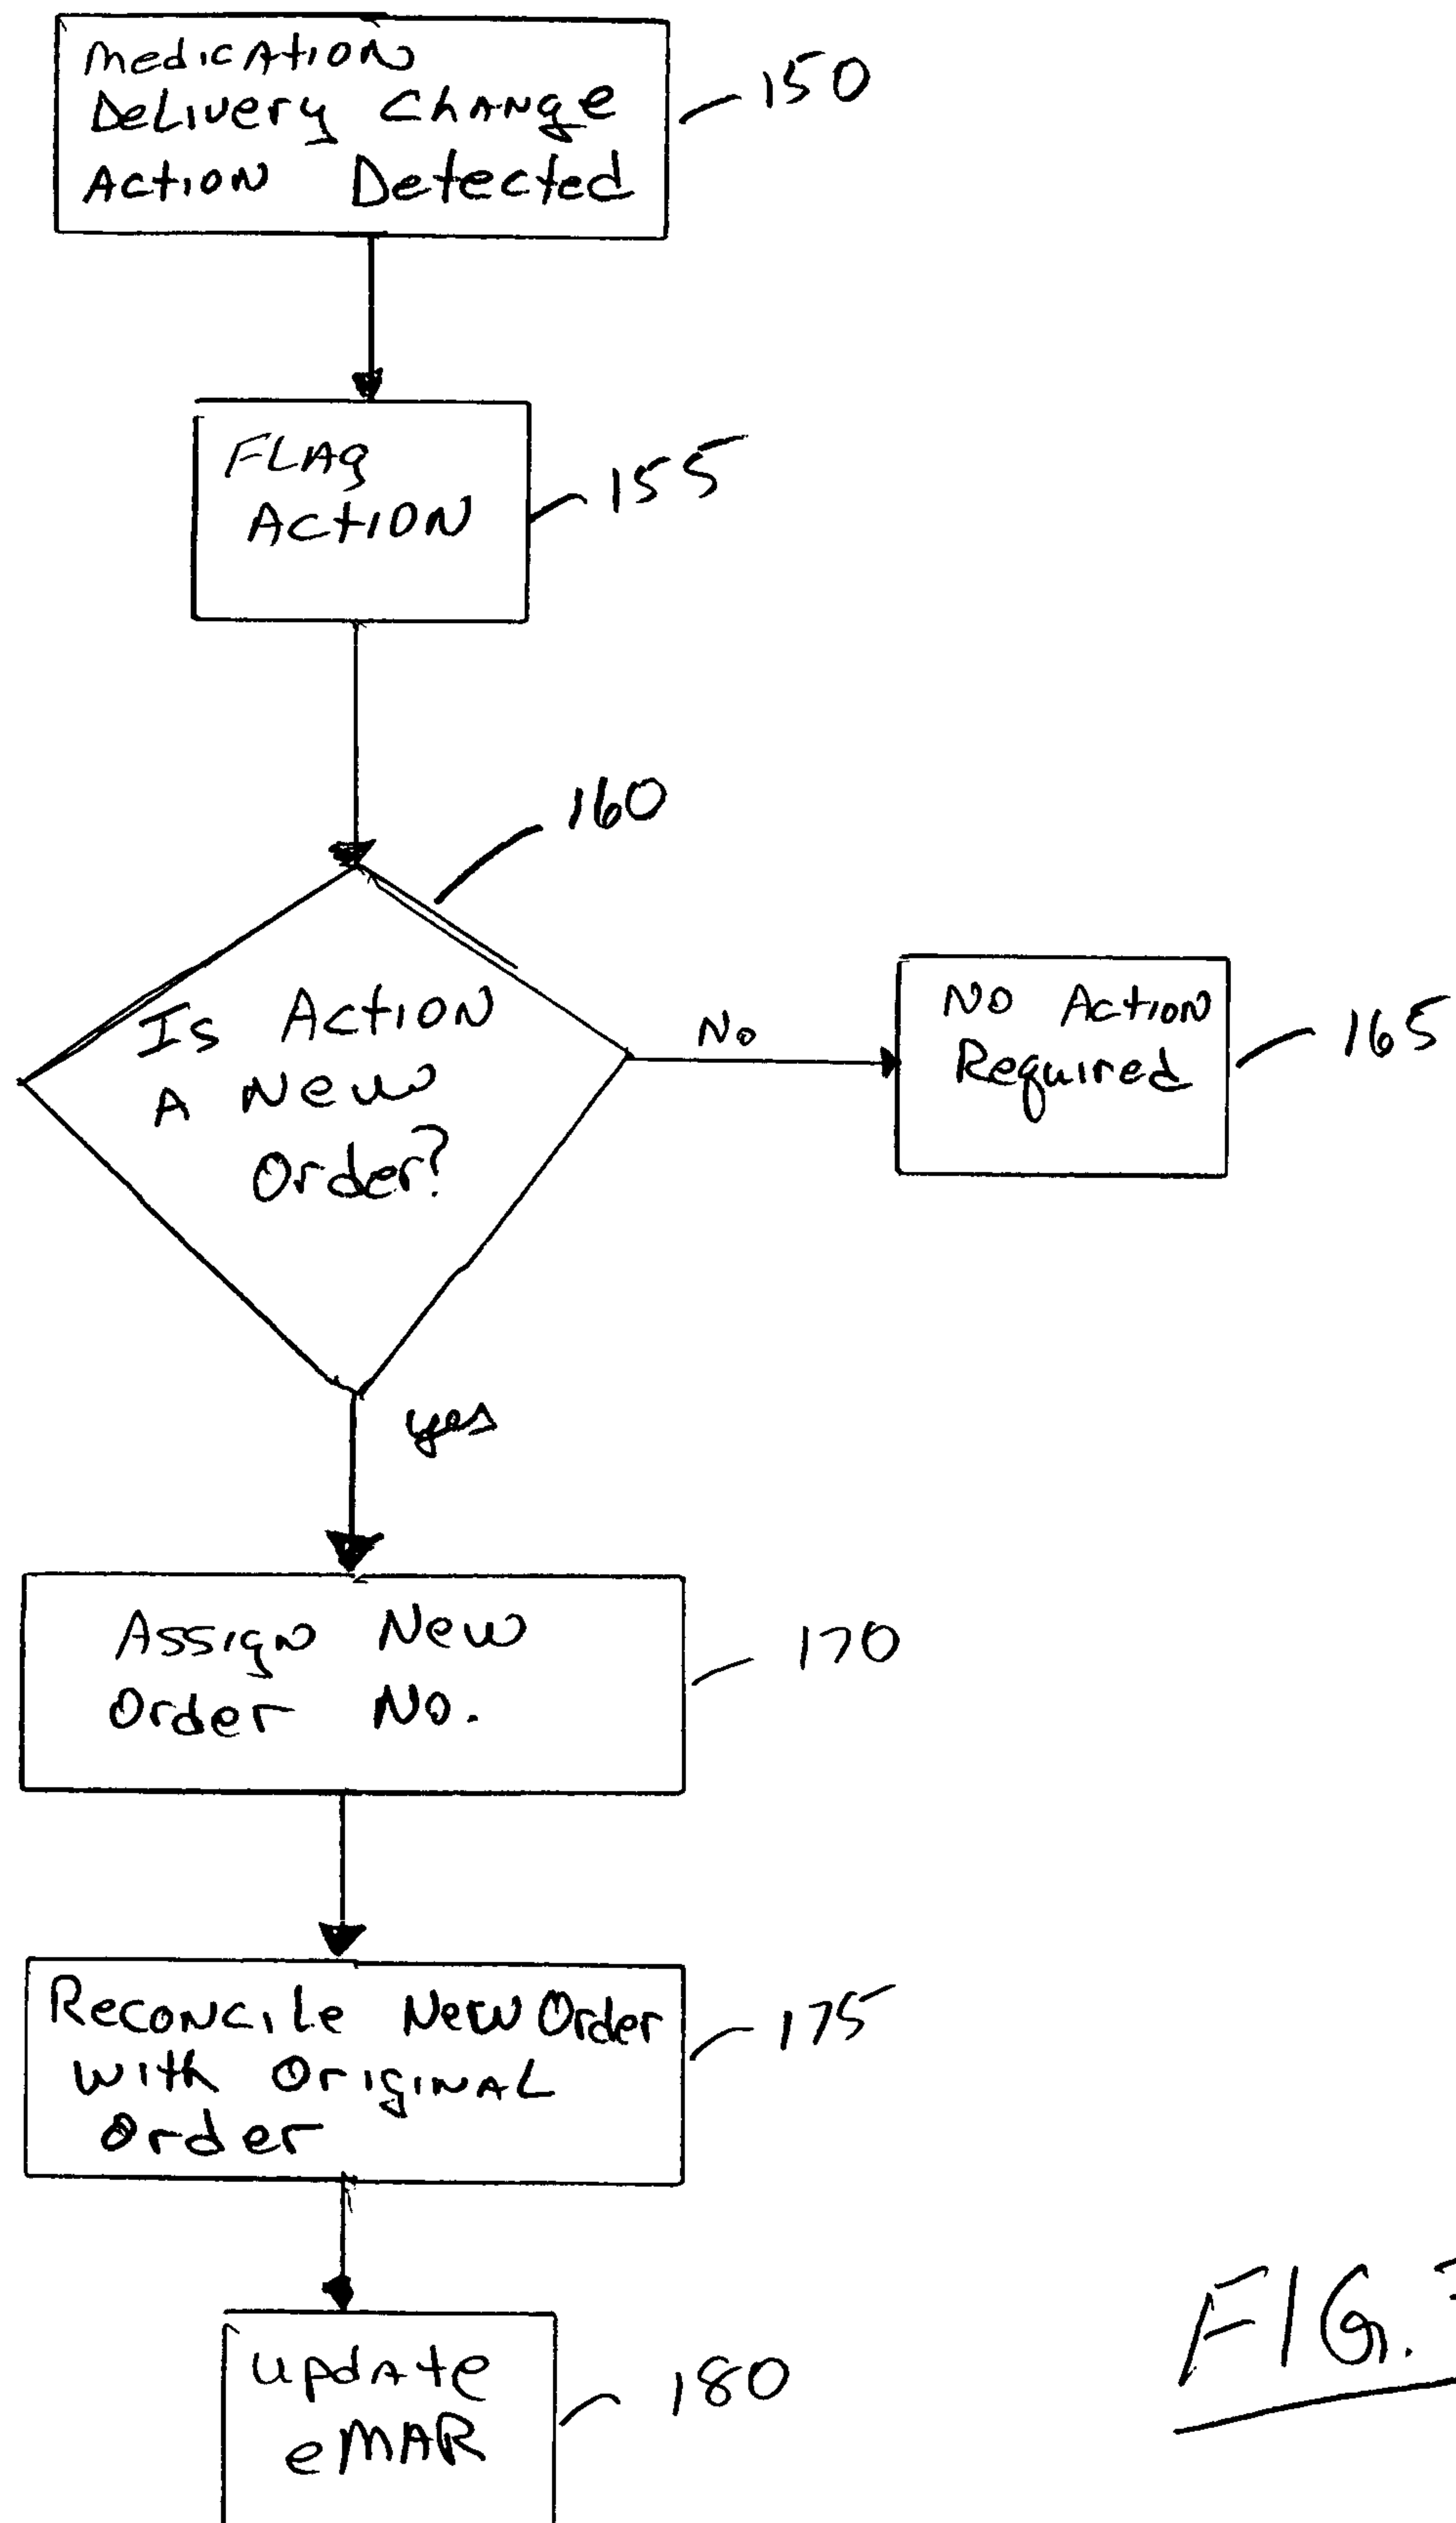 Medication
Delivery Change
Action Detected
150
Flag
Action
155
160
Is Action
A New
Order?
No
No Action
Required
165
yes
Assign New
Order No.
170
Reconcile New Order
with Original
Order
175
Update
eMAR
180
FIG.